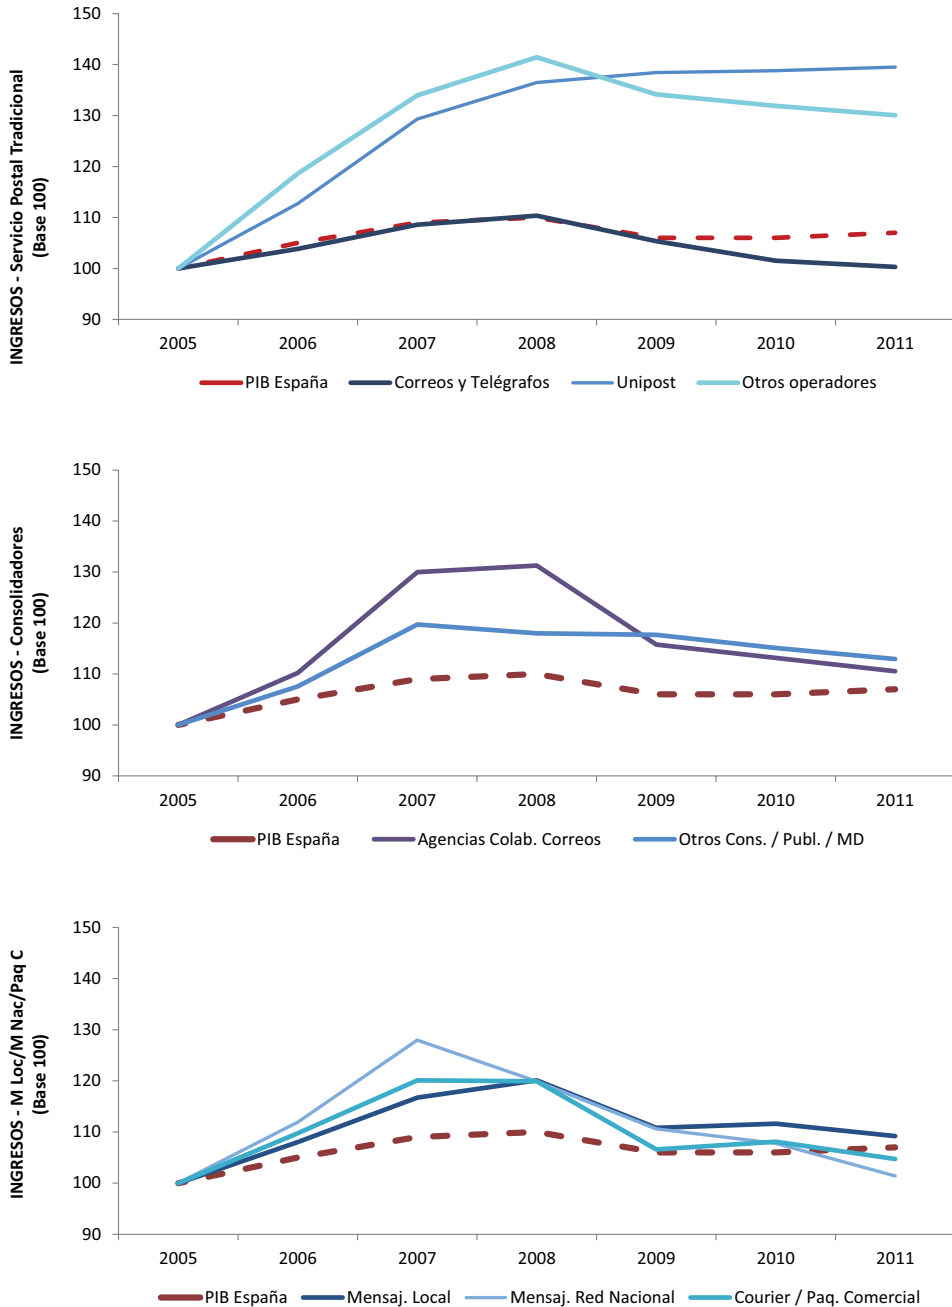 INGRESOS - Servicio Postal Tradicional
(Base 100)
150
140
130
120
110
100
90
2005 2006 2007 2008 2009 2010 2011
PIB España Correos y Telégrafos Unipost Otros operadores
INGRESOS - Consolidadores
(Base 100)
150
140
130
120
110
100
90
2005 2006 2007 2008 2009 2010 2011
PIB España Agencias Colab. Correos Otros Cons. / Publ. / MD
INGRESOS - M Loc/M Nac/Paq C
(Base 100)
150
140
130
120
110
100
90
2005 2006 2007 2008 2009 2010 2011
PIB España Mensaj. Local Mensaj. Red Nacional Courier / Paq. Comercial